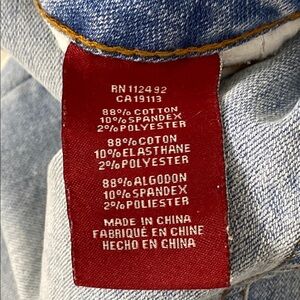 RN 112492
CA 19113
88% COTTON
10% SPANDEX
2% POLYESTER
88% COTON
10% ELASTHANE
2% POLYESTER
88% ALGODON
10% SPANDEX
2% POLIESTER
MADE IN CHINA
FABRIQUÉ EN CHINE
HECHO EN CHINA